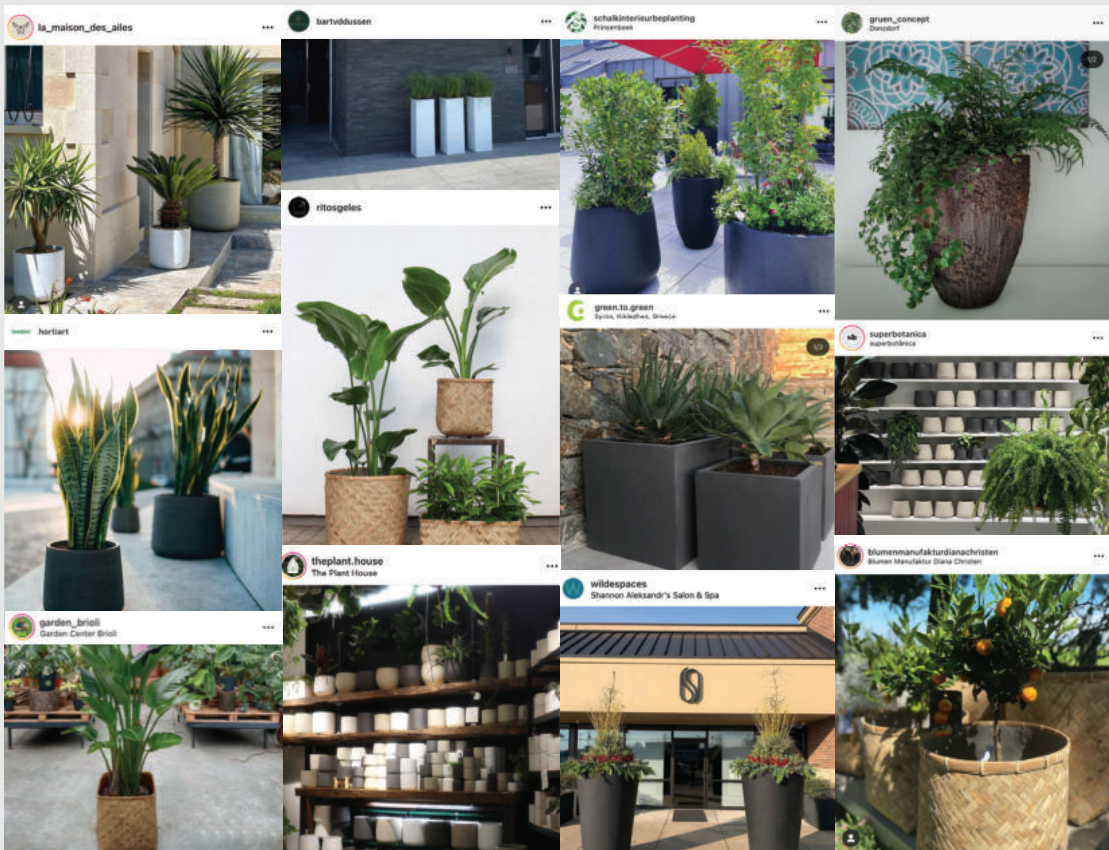 la_maison_des_ailes
bartvddussen
schalkinterieurbeplanting
Prinsenbeek
gruen_concept
Donzdorf
1/2
ritosgeles
hortiart
green.to.green
Syros, Kikladhes, Greece
1/3
superbotanica
superbotânica
theplant.house
The Plant House
wildespaces
Shannon Aleksandr's Salon & Spa
blumenmanufakturdianachristen
Blumen Manufaktur Diana Christen
garden_brioli
Garden Center Brioli
W